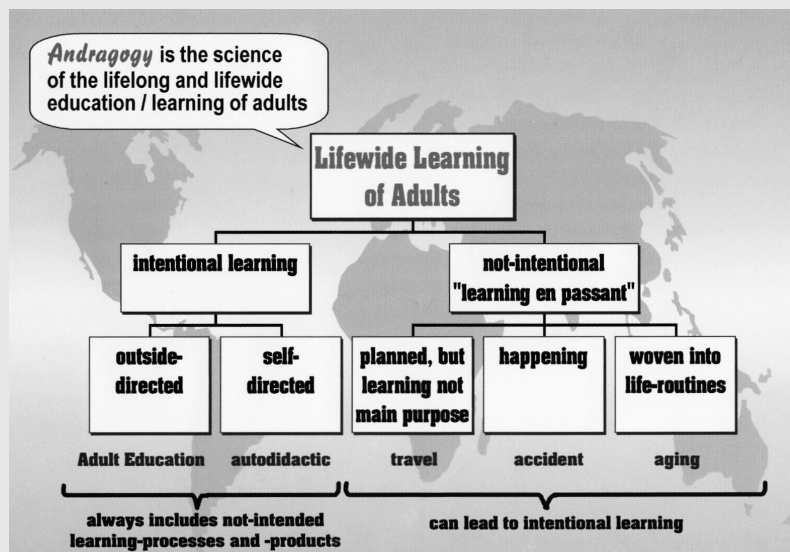 Andragogy is the science
of the lifelong and lifewide
education / learning of adults
Lifewide Learning
of Adults
intentional learning
not-intentional
"learning en passant"
outside-
directed
self-
directed
planned, but
learning not
main purpose
happening
woven into
life-routines
Adult Education
autodidactic
travel
accident
aging
always includes not-intended
learning-processes and -products
can lead to intentional learning